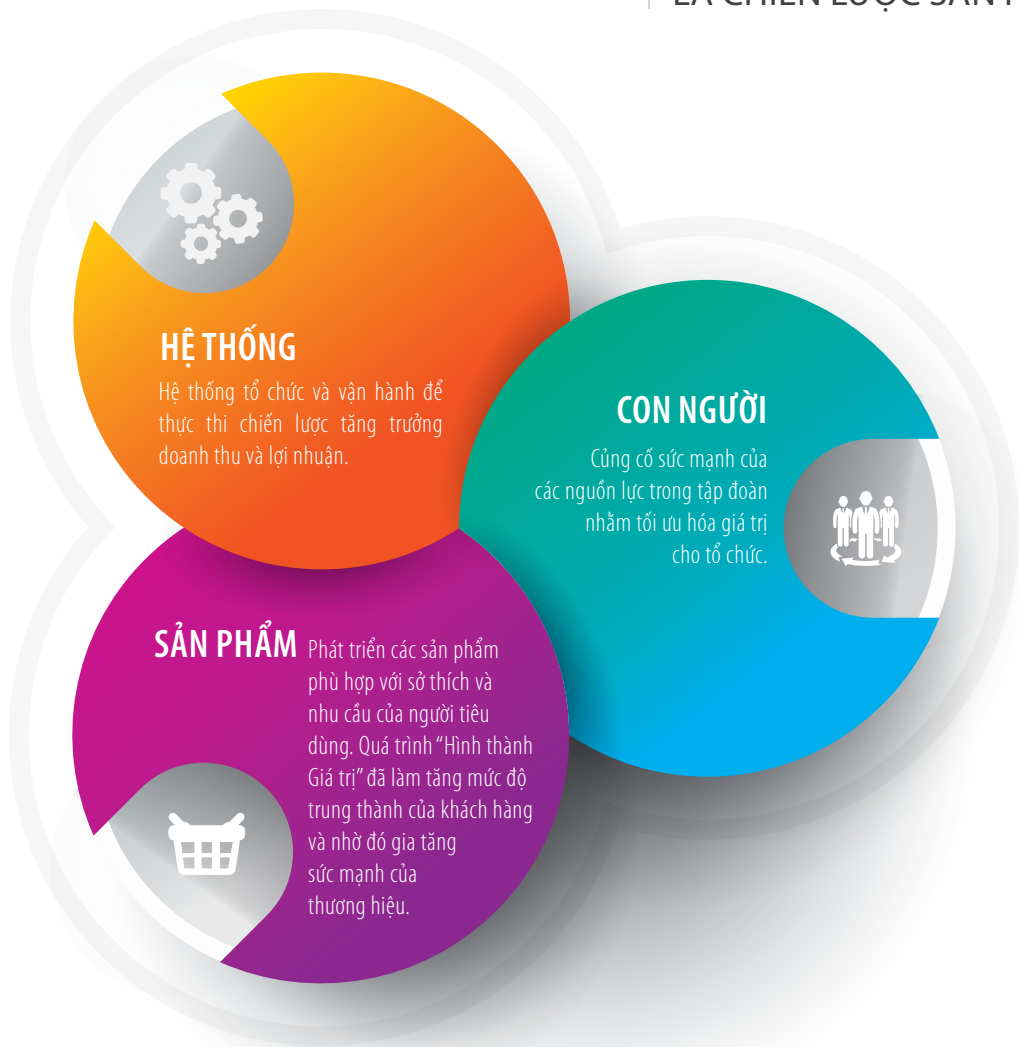 LÀ CHIẾN LƯỢC SẢN
HỆ THỐNG
Hệ thống tổ chức và vận hành để
thực thi chiến lược tăng trưởng
doanh thu và lợi nhuận.
CON NGƯỜI
Củng cố sức mạnh của
các nguồn lực trong tập đoàn
nhằm tối ưu hóa giá trị
cho tổ chức.
SẢN PHẨM
Phát triển các sản phẩm
phù hợp với sở thích và
nhu cầu của người tiêu
dùng. Quá trình “Hình thành
Giá trị” đã làm tăng mức độ
trung thành của khách hàng
và nhờ đó gia tăng
sức mạnh của
thương hiệu.